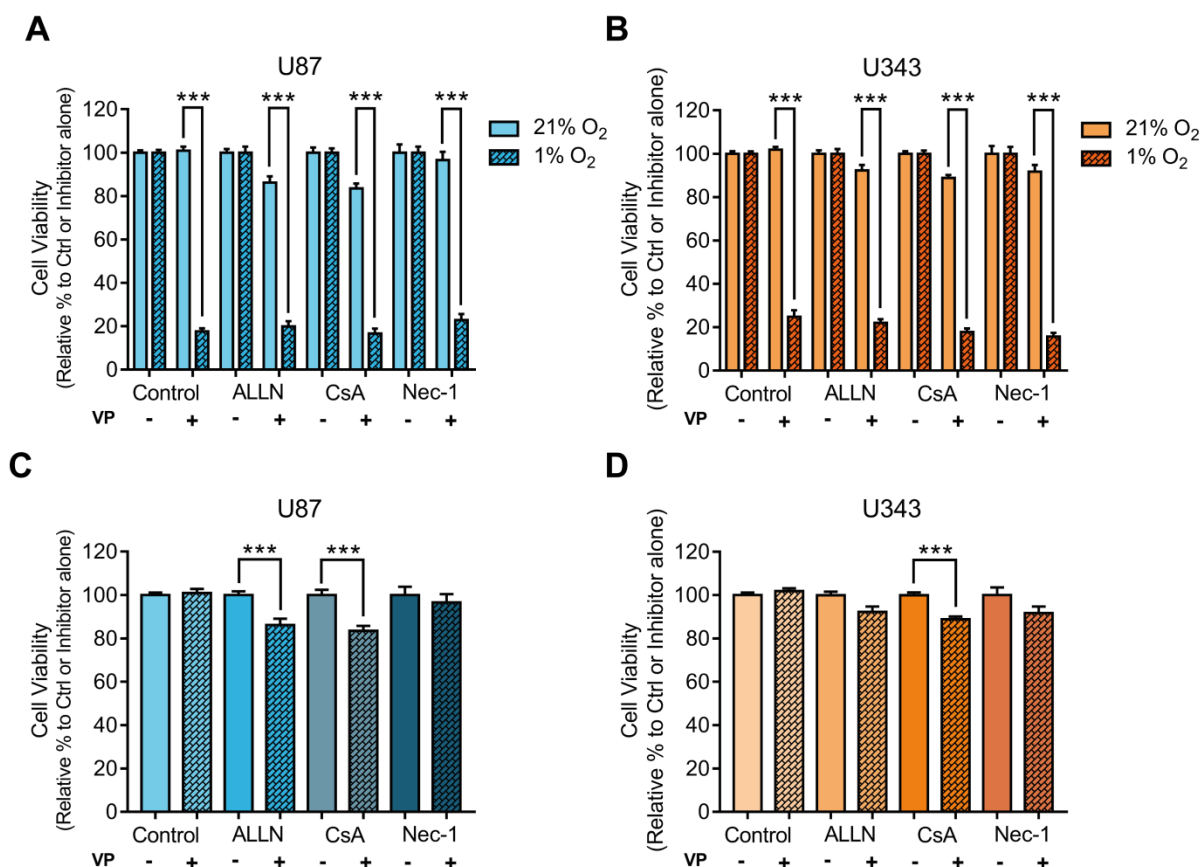 A
U87
Cell Viability
(Relative % to Ctrl or Inhibitor alone)
120
100
80
60
40
20
0
*** *** *** ***
21% O₂
1% O₂
Control ALLN CsA Nec-1
VP - + - + - + - +
B
U343
Cell Viability
(Relative % to Ctrl or Inhibitor alone)
120
100
80
60
40
20
0
*** *** *** ***
21% O₂
1% O₂
Control ALLN CsA Nec-1
VP - + - + - + - +
C
U87
Cell Viability
(Relative % to Ctrl or Inhibitor alone)
120
100
80
60
40
20
0
*** ***
Control ALLN CsA Nec-1
VP - + - + - + - +
D
U343
Cell Viability
(Relative % to Ctrl or Inhibitor alone)
120
100
80
60
40
20
0
***
Control ALLN CsA Nec-1
VP - + - + - + - +